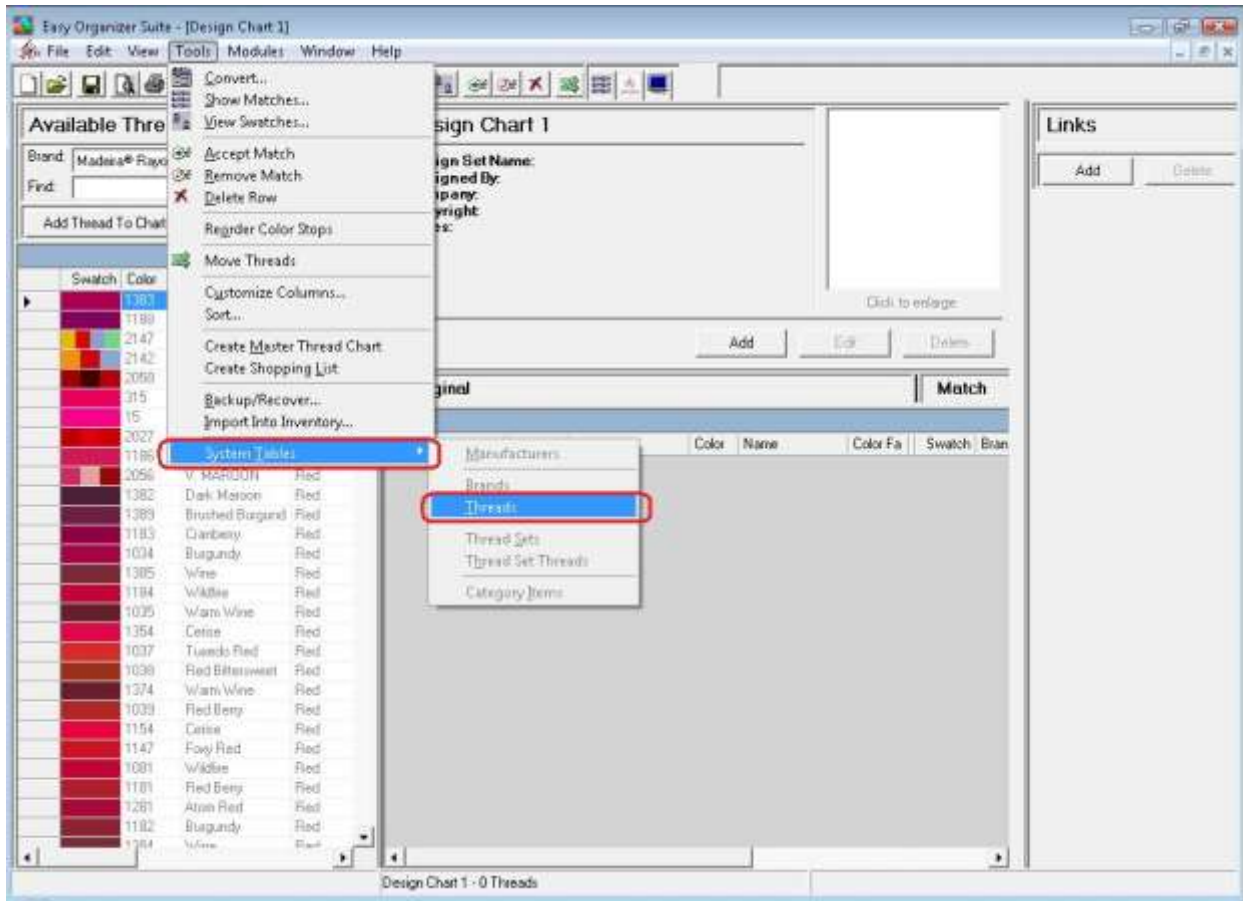 Easy Organizer Suite - [Design Chart 1]
File Edit View Tools Modules Window Help
Convert...
Show Matches...
View Swatches...
Accept Match
Remove Match
Delete Row
Reorder Color Stops
Move Threads
Customize Columns...
Sort...
Create Master Thread Chart
Create Shopping List
Backup/Recover...
Import Into Inventory...
System Tables
Manufacturers
Brands
Threads
Thread Sets
Thread Set Threads
Category Items
Available Thre
Brand: Madeira® Rayo
Find:
Add Thread To Chart
Swatch Color
1383
1188
2147
2142
2050
315
15
2027
1186
2056 V. MAROON Red
1382 Dark Maroon Red
1389 Brushed Burgund Red
1183 Cranberry Red
1034 Burgundy Red
1385 Wine Red
1184 Wildfire Red
1035 Warm Wine Red
1354 Cerise Red
1037 Tuxedo Red Red
1038 Red Bittersweet Red
1374 Warm Wine Red
1039 Red Berry Red
1154 Cerise Red
1147 Foxy Red Red
1081 Wildfire Red
1181 Red Berry Red
1281 Atom Red Red
1182 Burgundy Red
Wine Red
sign Chart 1
ign Set Name:
igned By:
pany:
yright:
es:
Click to enlarge
Add Edit Delete
ginal Match
Color Name Color Fa Swatch Bran
Links
Add Delete
Design Chart 1 - 0 Threads